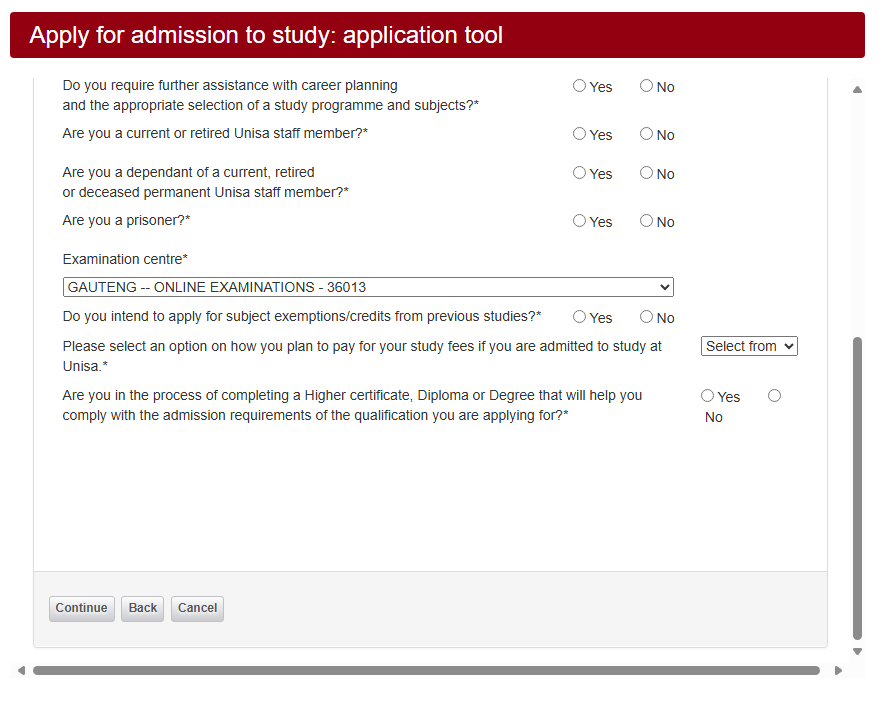 Apply for admission to study: application tool
Do you require further assistance with career planning
and the appropriate selection of a study programme and subjects?*
Yes No
Are you a current or retired Unisa staff member?*
Yes No
Are you a dependant of a current, retired
or deceased permanent Unisa staff member?*
Yes No
Are you a prisoner?*
Yes No
Examination centre*
GAUTENG -- ONLINE EXAMINATIONS - 36013
Do you intend to apply for subject exemptions/credits from previous studies?*
Yes No
Please select an option on how you plan to pay for your study fees if you are admitted to study at
Unisa.*
Select from
Are you in the process of completing a Higher certificate, Diploma or Degree that will help you
comply with the admission requirements of the qualification you are applying for?*
Yes
No
Continue Back Cancel